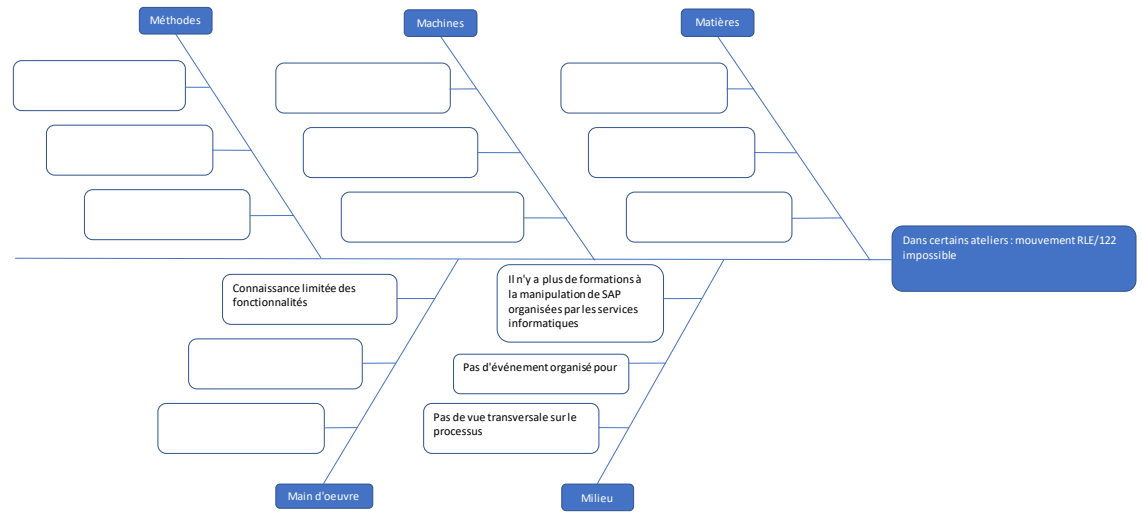 Méthodes
Machines
Matières
Dans certains ateliers : mouvement RLE/122
impossible
Connaissance limitée des
fonctionnalités
Il n'y a plus de formations à
la manipulation de SAP
organisées par les services
informatiques
Pas d'événement organisé pour
Pas de vue transversale sur le
processus
Main d'oeuvre
Milieu